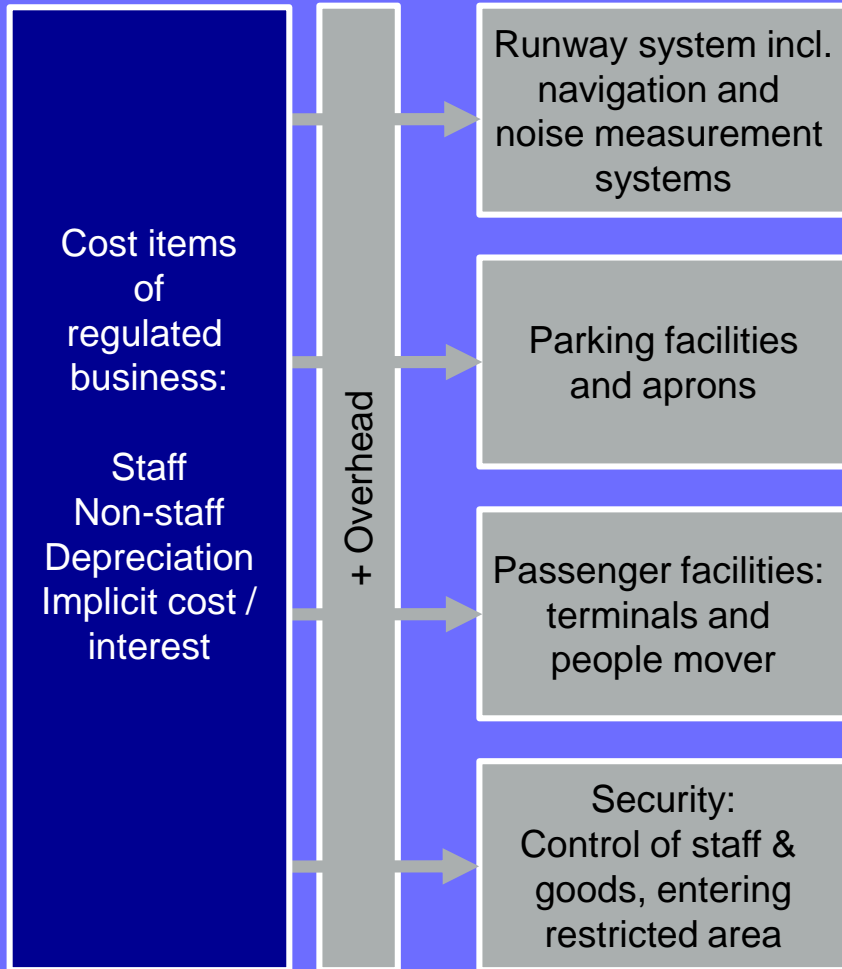 Cost items
of
regulated
business:
Staff
Non-staff
Depreciation
Implicit cost /
interest
+ Overhead
Runway system incl.
navigation and
noise measurement
systems
Parking facilities
and aprons
Passenger facilities:
terminals and
people mover
Security:
Control of staff &
goods, entering
restricted area